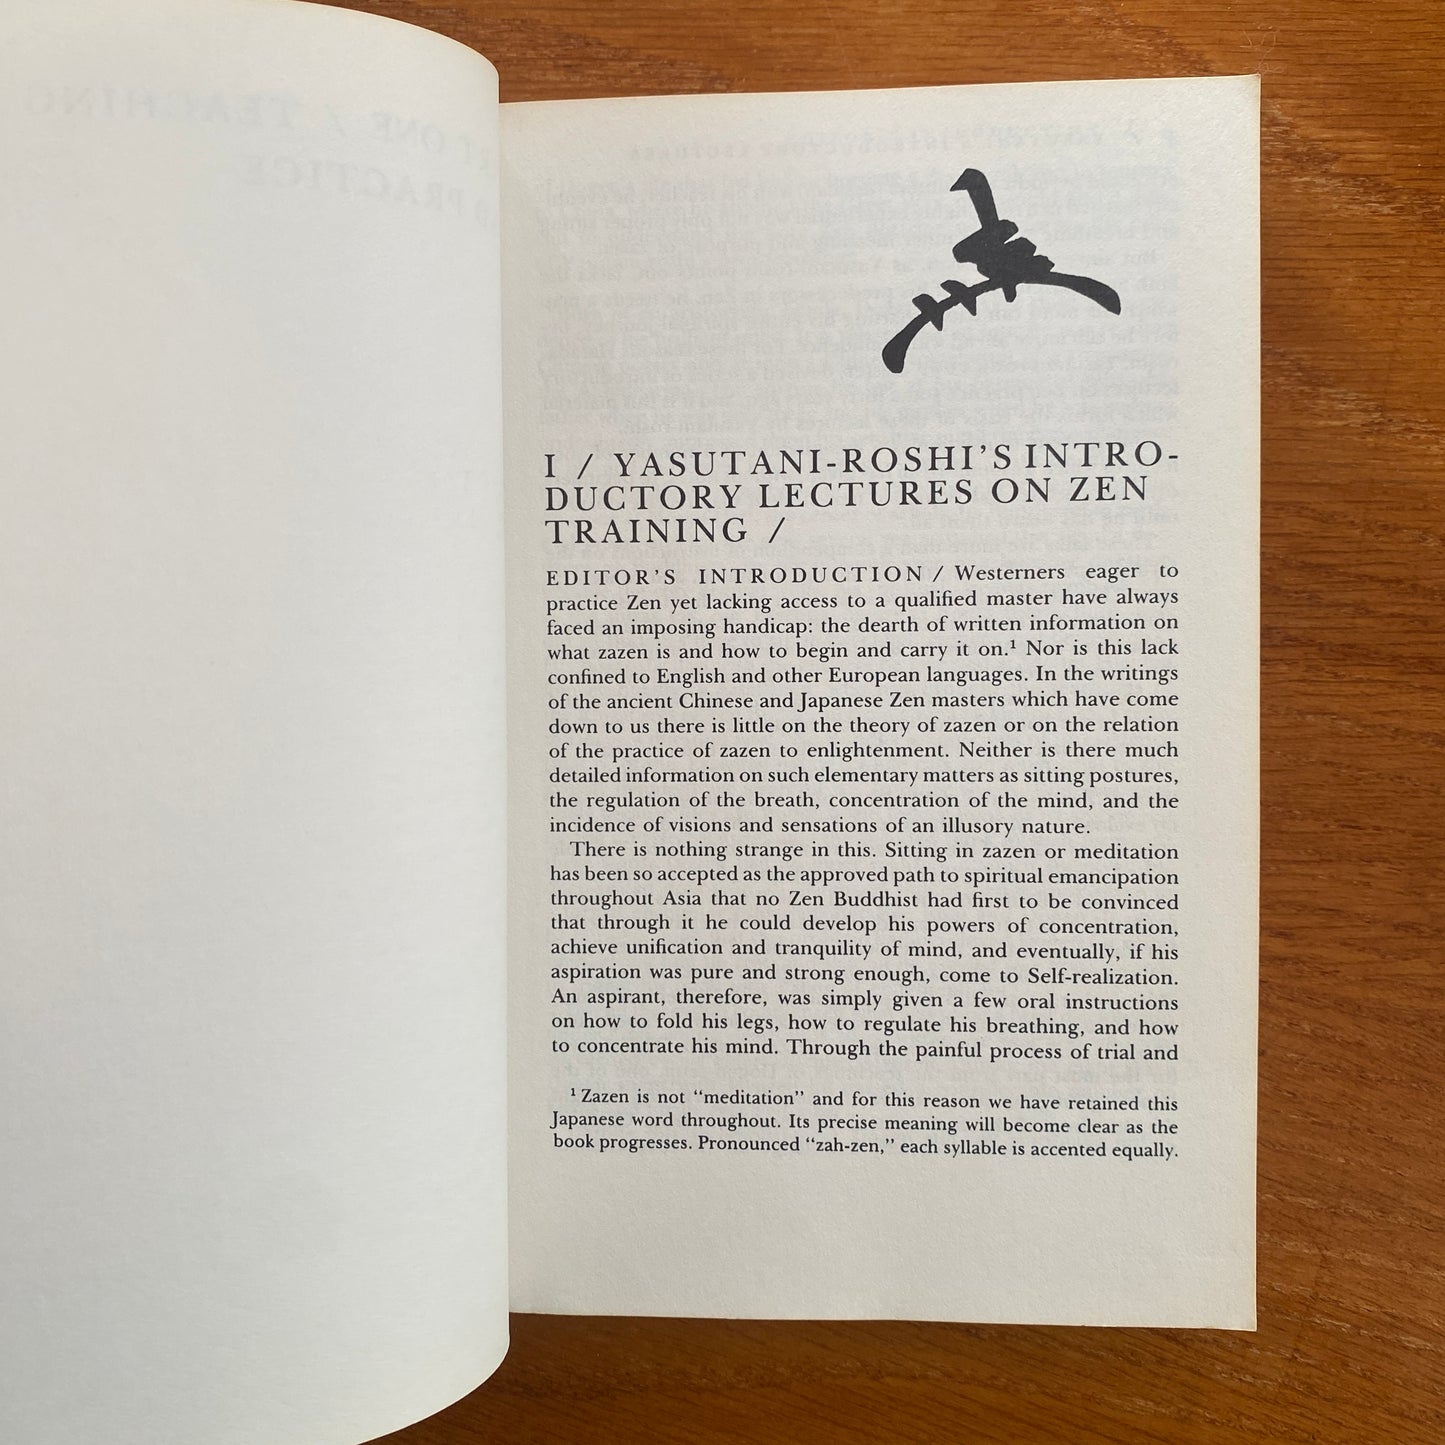 I / YASUTANI-ROSHI'S INTRO-
DUCTORY LECTURES ON ZEN
TRAINING /
EDITOR'S INTRODUCTION / Westerners eager to
practice Zen yet lacking access to a qualified master have always
faced an imposing handicap: the dearth of written information on
what zazen is and how to begin and carry it on.¹ Nor is this lack
confined to English and other European languages. In the writings
of the ancient Chinese and Japanese Zen masters which have come
down to us there is little on the theory of zazen or on the relation
of the practice of zazen to enlightenment. Neither is there much
detailed information on such elementary matters as sitting postures,
the regulation of the breath, concentration of the mind, and the
incidence of visions and sensations of an illusory nature.
There is nothing strange in this. Sitting in zazen or meditation
has been so accepted as the approved path to spiritual emancipation
throughout Asia that no Zen Buddhist had first to be convinced
that through it he could develop his powers of concentration,
achieve unification and tranquility of mind, and eventually, if his
aspiration was pure and strong enough, come to Self-realization.
An aspirant, therefore, was simply given a few oral instructions
on how to fold his legs, how to regulate his breathing, and how
to concentrate his mind. Through the painful process of trial and
¹ Zazen is not "meditation" and for this reason we have retained this
Japanese word throughout. Its precise meaning will become clear as the
book progresses. Pronounced "zah-zen," each syllable is accented equally.